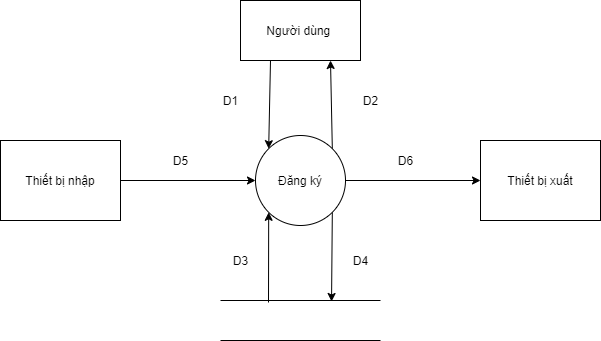 Người dùng
D1
D2
Thiết bị nhập
D5
Đăng ký
D6
Thiết bị xuất
D3
D4